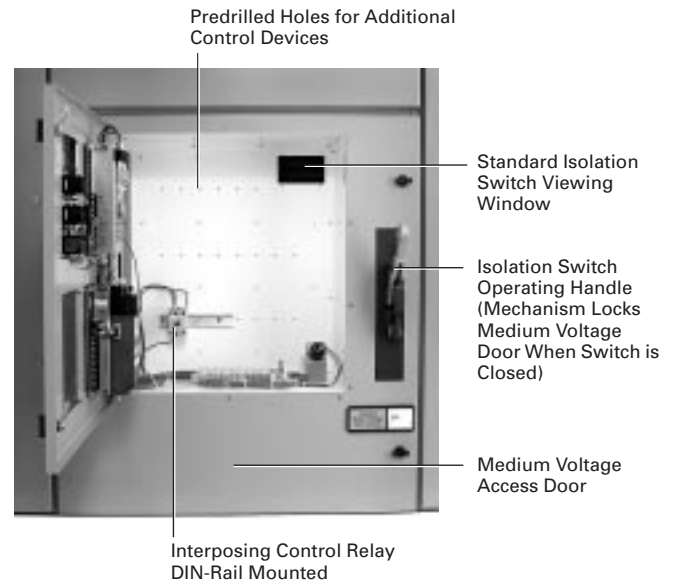 Predrilled Holes for Additional
Control Devices
Standard Isolation
Switch Viewing
Window
Isolation Switch
Operating Handle
(Mechanism Locks
Medium Voltage
Door When Switch is
Closed)
Medium Voltage
Access Door
Interposing Control Relay
DIN-Rail Mounted